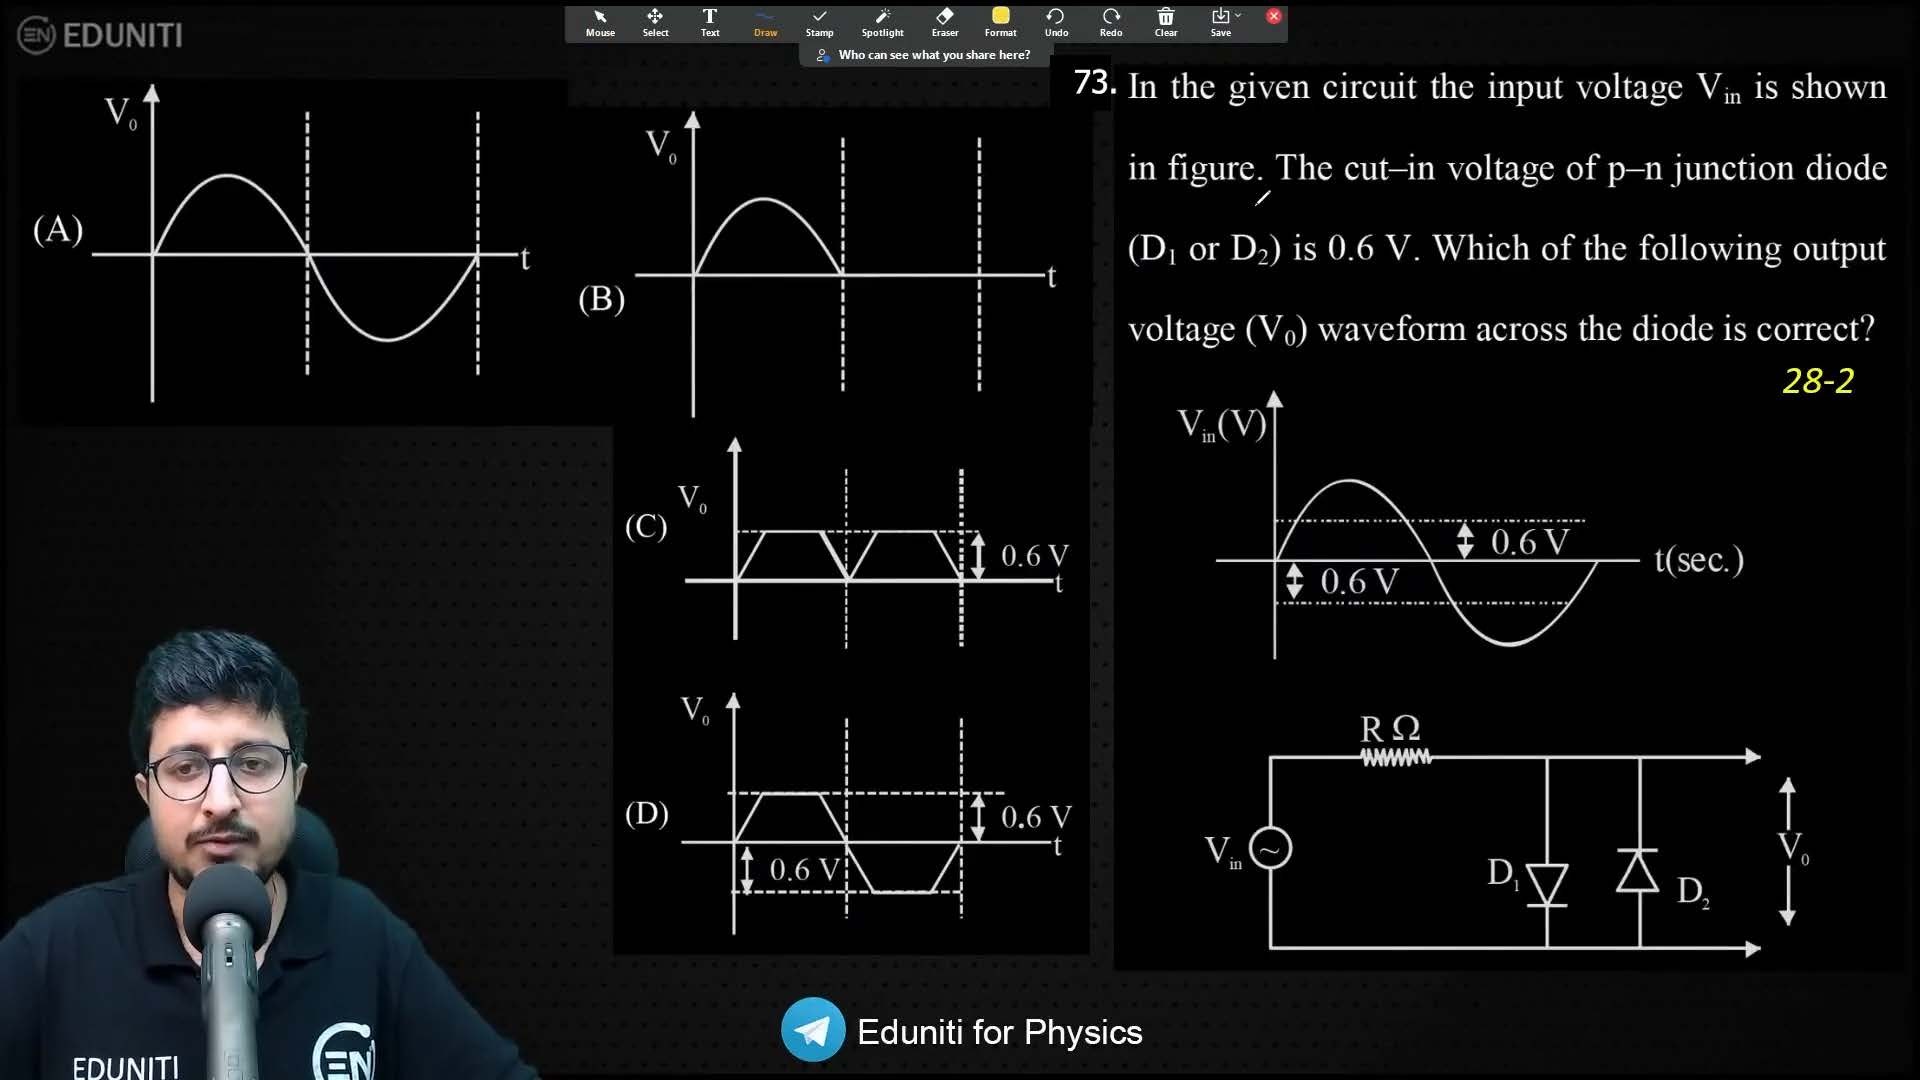 EN EDUNITI
Mouse Select Text Draw Stamp Spotlight Eraser Format Undo Redo Clear Save
Who can see what you share here?
73. In the given circuit the input voltage Vin is shown
in figure. The cut–in voltage of p–n junction diode
(D1 or D2) is 0.6 V. Which of the following output
voltage (V0) waveform across the diode is correct?
28-2
(A)
V0
t
(B)
V0
t
(C)
V0
0.6 V
t
(D)
V0
0.6 V
t
0.6 V
Vin(V)
0.6 V
t(sec.)
0.6 V
R Ω
Vin
~
D1
D2
V0
Eduniti for Physics
EDUNITI
EN